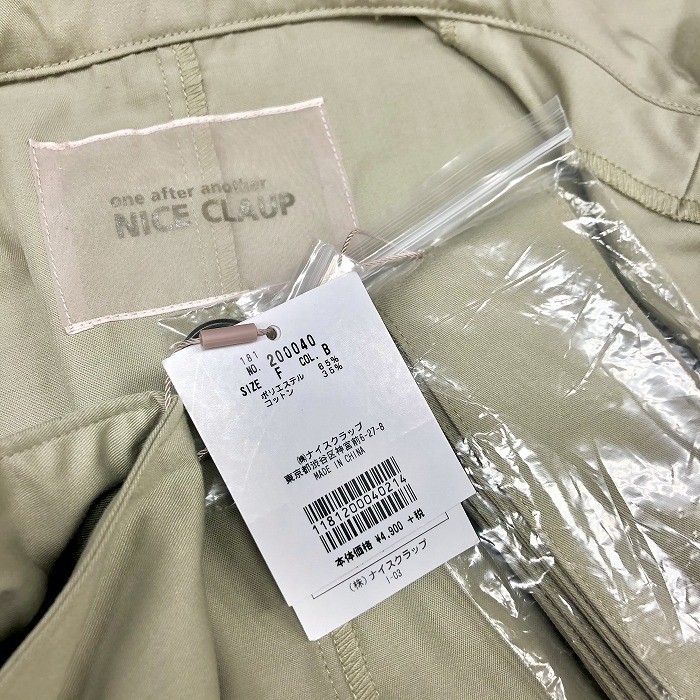 one after another
NICE CLAUP
181
NO. 200040
SIZE F COL. B
ポリエステル 65%
コットン 35%
㈱ナイスクラップ
東京都渋谷区神宮前6-27-8
MADE IN CHINA
1181200040214
本体価格 ¥4,900 +税
(株)ナイスクラップ
I-03